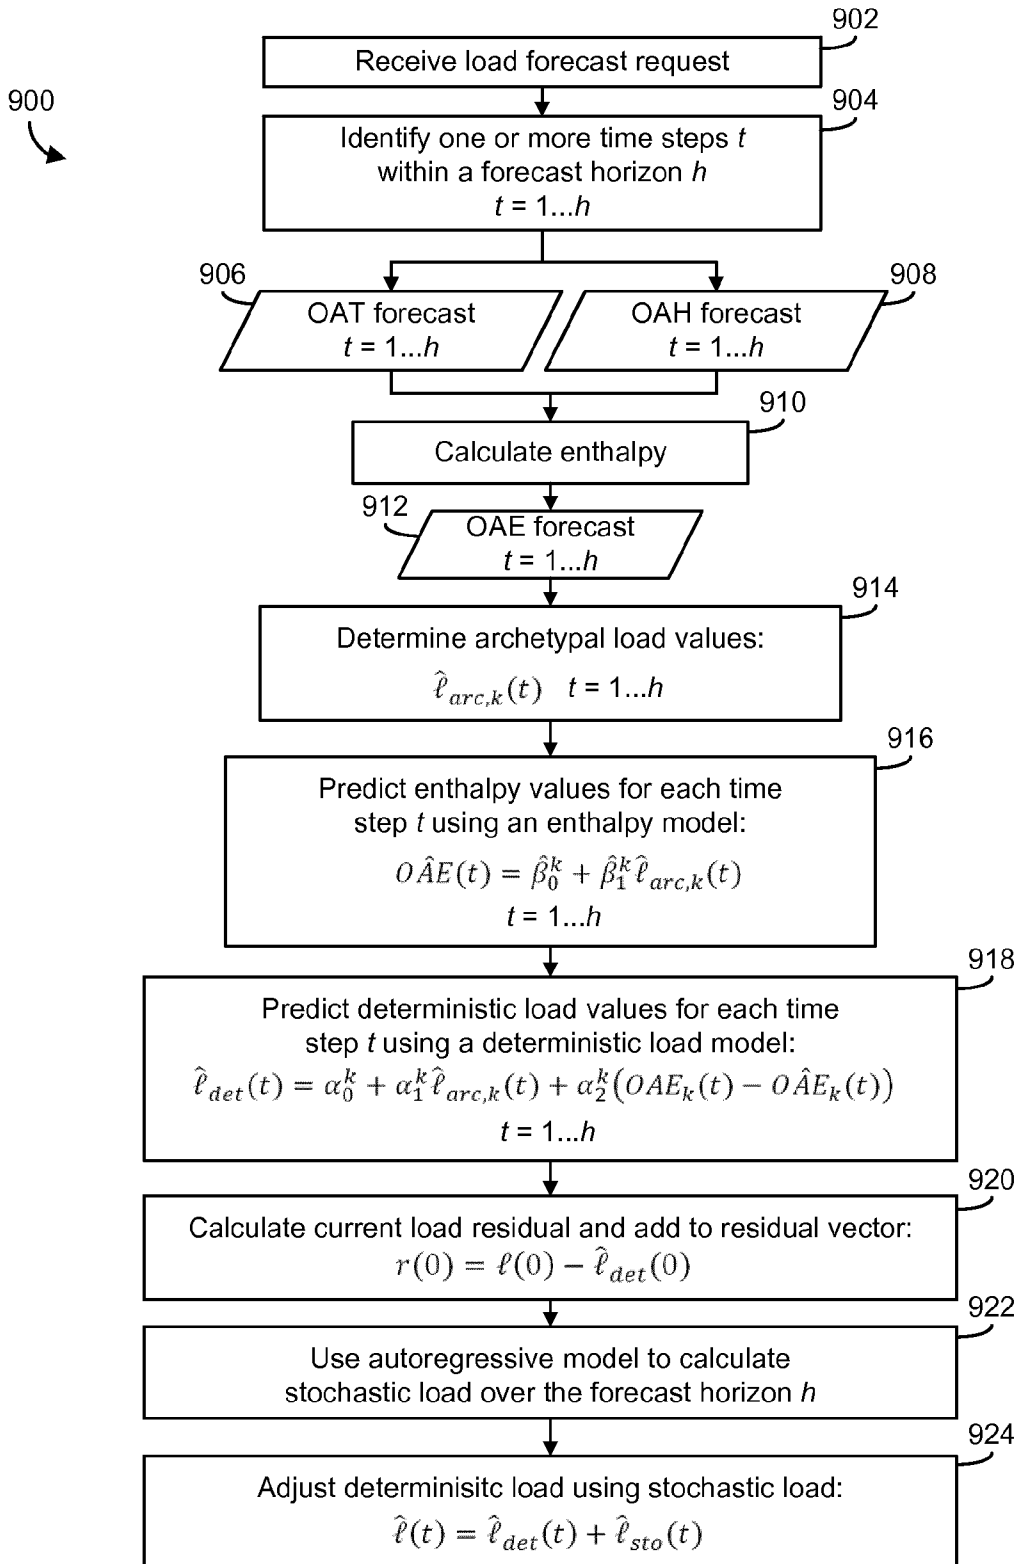 902
Receive load forecast request
900
904
Identify one or more time steps t
within a forecast horizon h
t = 1...h
906
908
OAT forecast
t = 1...h
OAH forecast
t = 1...h
910
Calculate enthalpy
912
OAE forecast
t = 1...h
914
Determine archetypal load values:
ℓ̂_{arc,k}(t) t = 1...h
916
Predict enthalpy values for each time
step t using an enthalpy model:
OÂE(t) = β̂_0^k + β̂_1^k ℓ̂_{arc,k}(t)
t = 1...h
918
Predict deterministic load values for each time
step t using a deterministic load model:
ℓ̂_{det}(t) = α_0^k + α_1^k ℓ̂_{arc,k}(t) + α_2^k(OAE_k(t) − OÂE_k(t))
t = 1...h
920
Calculate current load residual and add to residual vector:
r(0) = ℓ(0) − ℓ̂_{det}(0)
922
Use autoregressive model to calculate
stochastic load over the forecast horizon h
924
Adjust determinisitc load using stochastic load:
ℓ̂(t) = ℓ̂_{det}(t) + ℓ̂_{sto}(t)